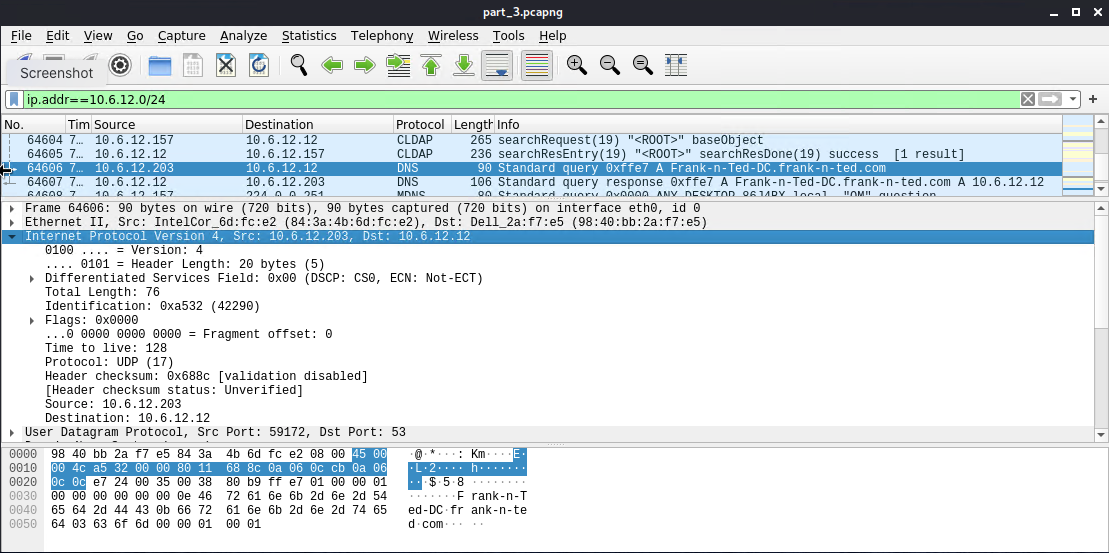 part_3.pcapng
File Edit View Go Capture Analyze Statistics Telephony Wireless Tools Help
Screenshot
ip.addr==10.6.12.0/24
No. Tim Source Destination Protocol Length Info
64604 7… 10.6.12.157 10.6.12.12 CLDAP 265 searchRequest(19) "<ROOT>" baseObject
64605 7… 10.6.12.12 10.6.12.157 CLDAP 236 searchResEntry(19) "<ROOT>" searchResDone(19) success [1 result]
64606 7… 10.6.12.203 10.6.12.12 DNS 90 Standard query 0xffe7 A Frank-n-Ted-DC.frank-n-ted.com
64607 7… 10.6.12.12 10.6.12.203 DNS 106 Standard query response 0xffe7 A Frank-n-Ted-DC.frank-n-ted.com A 10.6.12.12
64608 7… 10.6.12.157 224.0.0.251 MDNS Standard query 0x0000 ANY
Frame 64606: 90 bytes on wire (720 bits), 90 bytes captured (720 bits) on interface eth0, id 0
Ethernet II, Src: IntelCor_6d:fc:e2 (84:3a:4b:6d:fc:e2), Dst: Dell_2a:f7:e5 (98:40:bb:2a:f7:e5)
Internet Protocol Version 4, Src: 10.6.12.203, Dst: 10.6.12.12
0100 .... = Version: 4
.... 0101 = Header Length: 20 bytes (5)
Differentiated Services Field: 0x00 (DSCP: CS0, ECN: Not-ECT)
Total Length: 76
Identification: 0xa532 (42290)
Flags: 0x0000
...0 0000 0000 0000 = Fragment offset: 0
Time to live: 128
Protocol: UDP (17)
Header checksum: 0x688c [validation disabled]
[Header checksum status: Unverified]
Source: 10.6.12.203
Destination: 10.6.12.12
User Datagram Protocol, Src Port: 59172, Dst Port: 53
0000 98 40 bb 2a f7 e5 84 3a 4b 6d fc e2 08 00 45 00 ·@·*···: Km····E·
0010 00 4c a5 32 00 00 80 11 68 8c 0a 06 0c cb 0a 06 ·L·2···· h·······
0020 0c 0c e7 24 00 35 00 38 80 b9 ff e7 01 00 00 01 ···$·5·8 ········
0030 00 00 00 00 00 00 0e 46 72 61 6e 6b 2d 6e 2d 54 ·······F rank-n-T
0040 65 64 2d 44 43 0b 66 72 61 6e 6b 2d 6e 2d 74 65 ed-DC·fr ank-n-te
0050 64 03 63 6f 6d 00 00 01 00 01 d·com··· ··